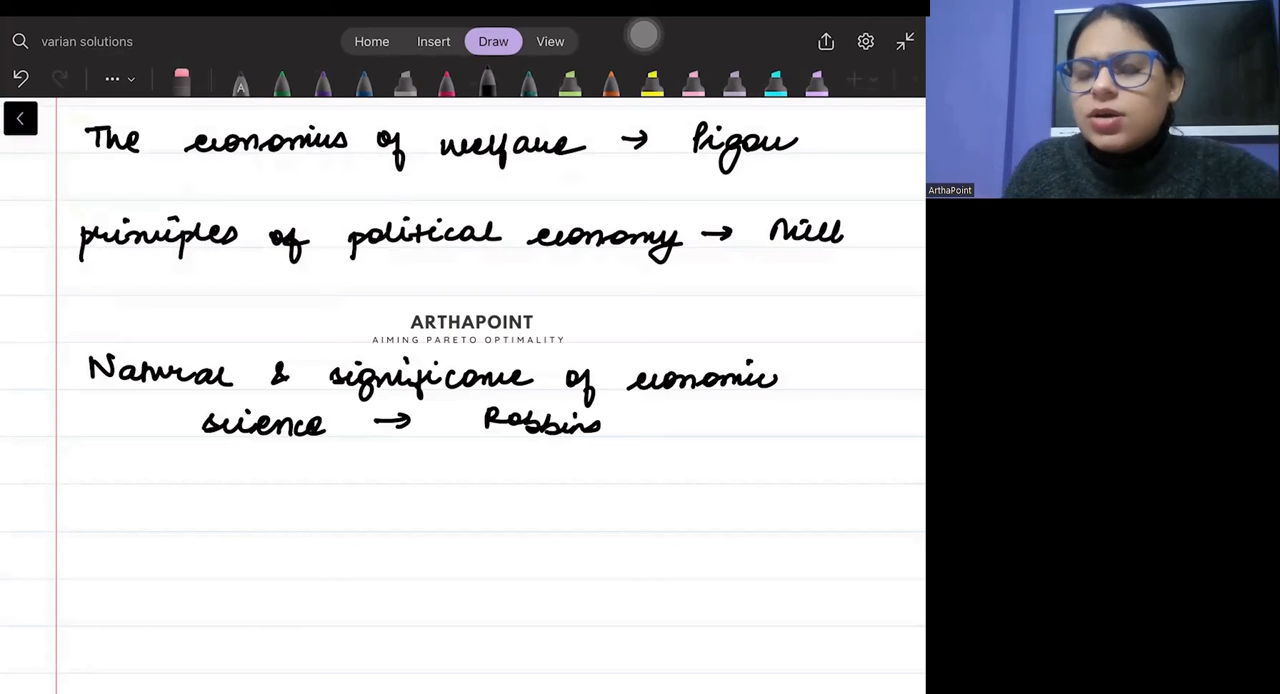 varian solutions
Home Insert Draw View
A
The economics of welfare → Pigou
principles of political economy → Mill
ARTHAPOINT
AIMING PARETO OPTIMALITY
Natural & significance of economic
science → Robbins
ArthaPoint